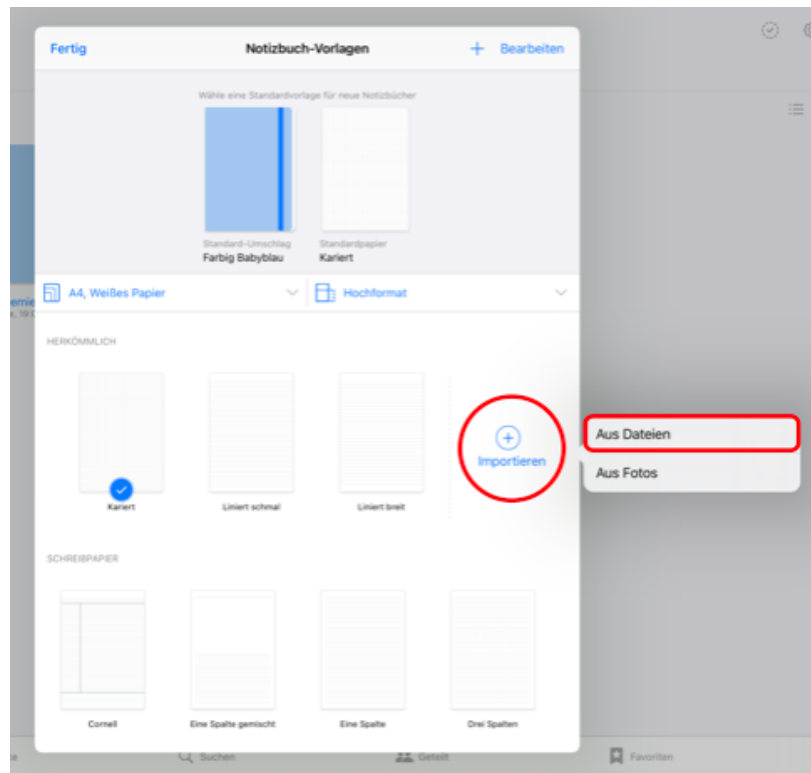 Fertig
Notizbuch-Vorlagen
+ Bearbeiten
Wähle eine Standardvorlage für neue Notizbücher
Standard-Umschlag
Farbig Babyblau
Standardpapier
Kariert
A4, Weißes Papier
Hochformat
HERKÖMMLICH
Kariert
Liniert schmal
Liniert breit
Importieren
Aus Dateien
Aus Fotos
SCHREIBPAPIER
Cornell
Eine Spalte gemischt
Eine Spalte
Drei Spalten
Suchen
Geteilt
Favoriten